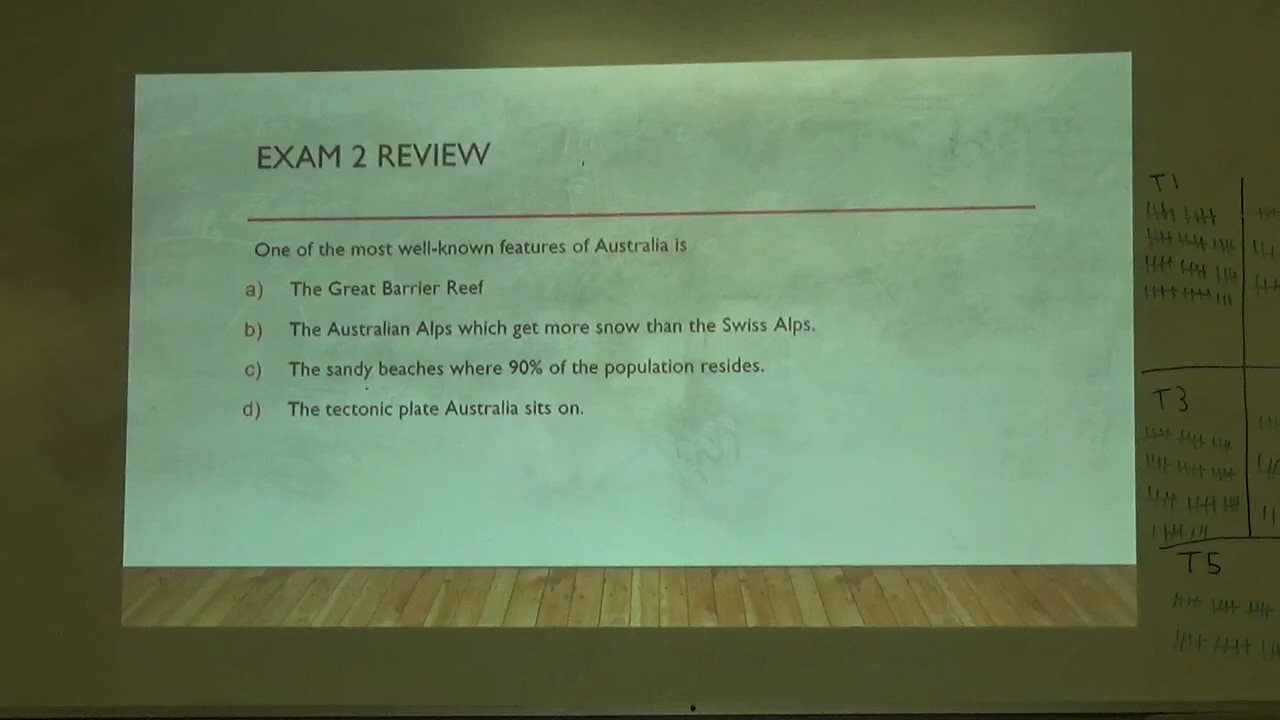 EXAM 2 REVIEW
One of the most well-known features of Australia is
a) The Great Barrier Reef
b) The Australian Alps which get more snow than the Swiss Alps.
c) The sandy beaches where 90% of the population resides.
d) The tectonic plate Australia sits on.
T1
T3
T5